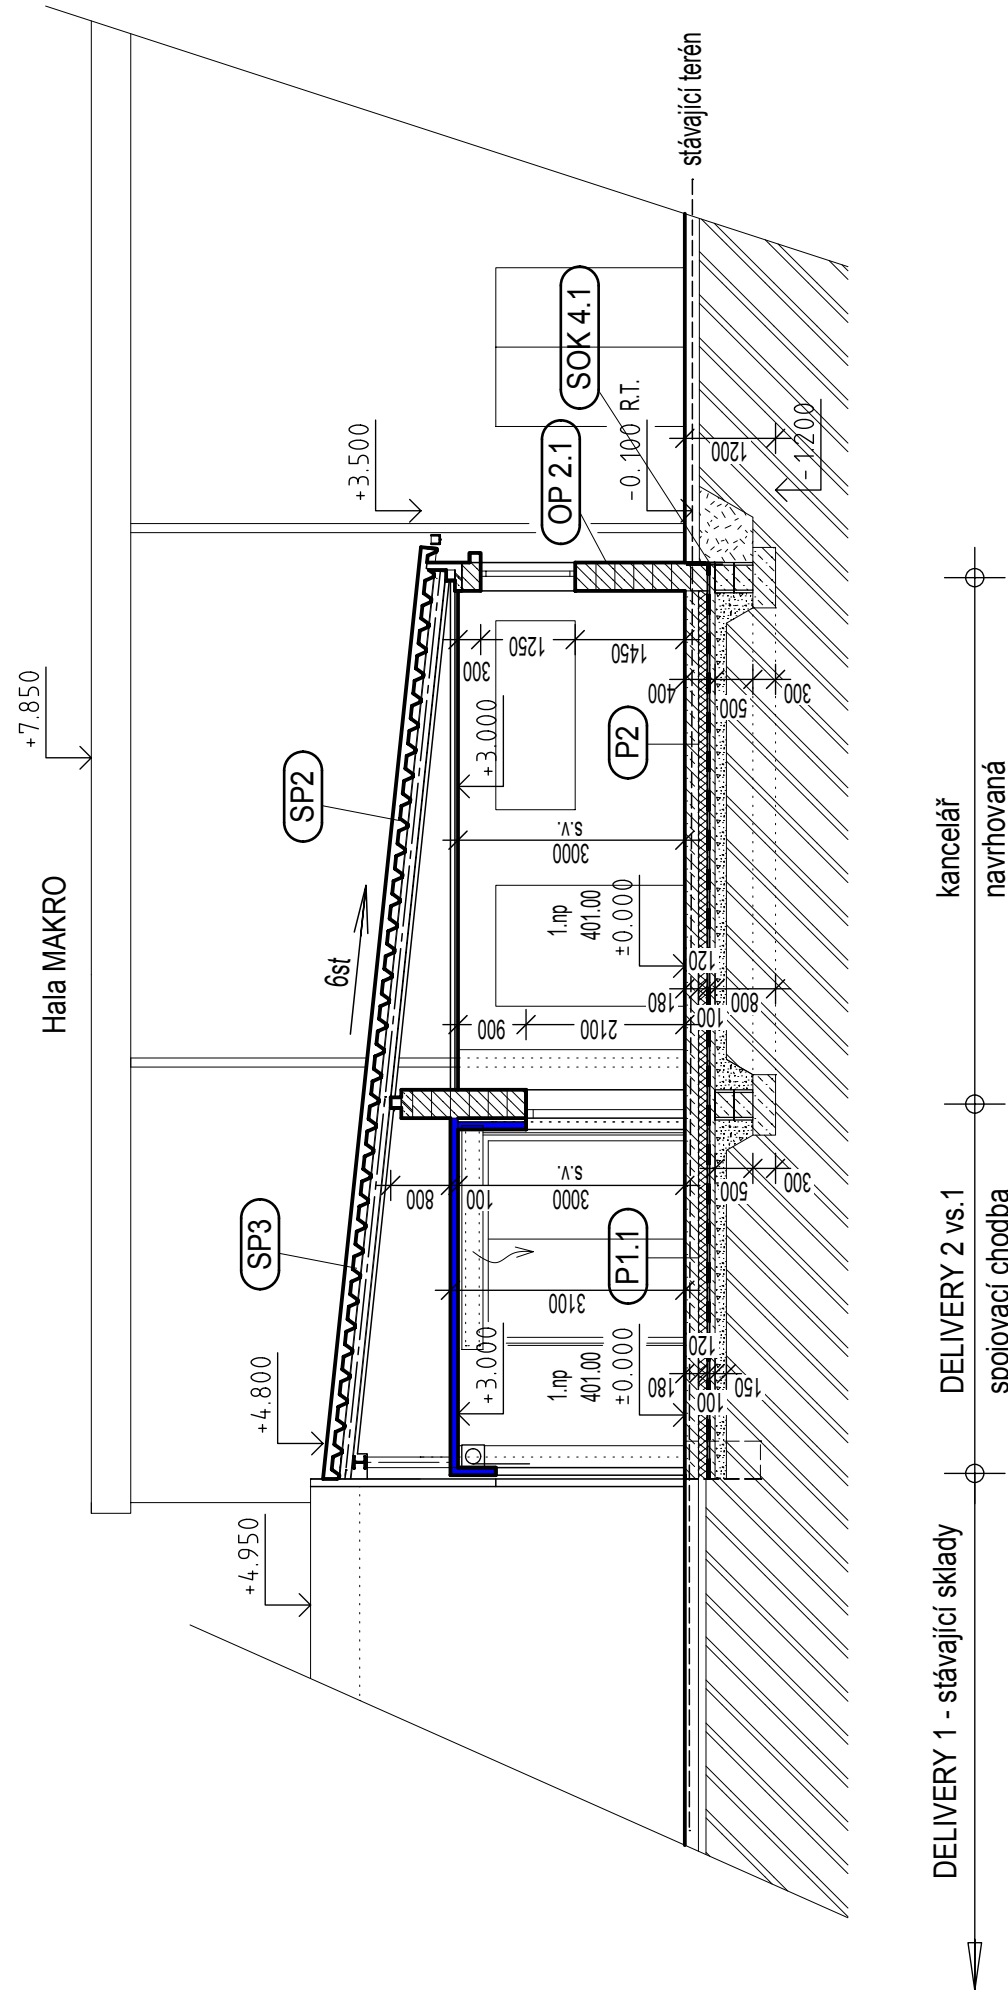 Hala MAKRO
+7.850
stávající terén
+3.500
SOK 4.1
OP 2.1
-0.100 R.T.
1200
-1.200
SP2
6st
SP3
+4.800
+4.950
300
1250
1450
400
500
300
+3.000
P2
3000
s.v.
1.np
401.00
±0.000
900
2100
180
120
100
800
800
100
3000
s.v.
500
300
P1.1
3100
+3.000
1.np
401.00
±0.000
180
120
100
150
DELIVERY 1 - stávající sklady
DELIVERY 2 vs.1
spojovací chodba
kancelář
navrhovaná